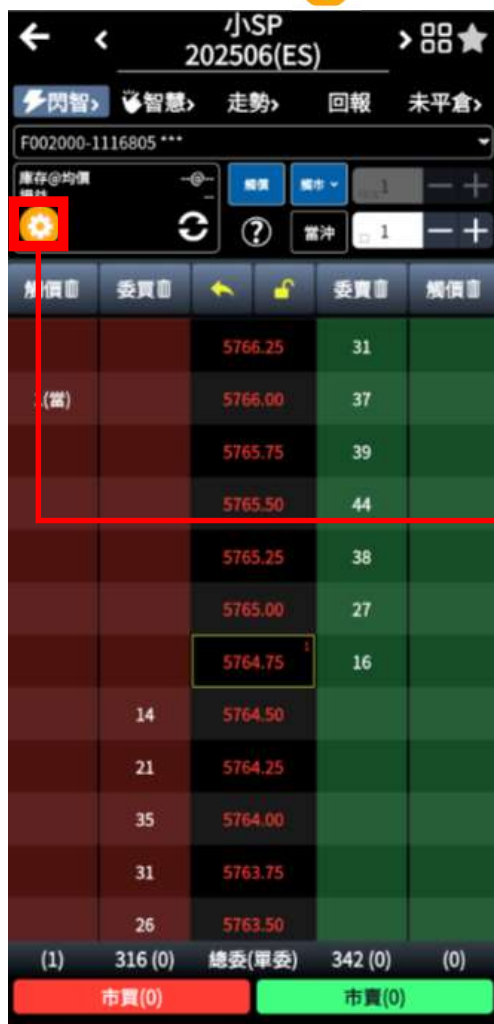 小SP
202506(ES)
閃智 智慧 走勢 回報 未平倉
F002000-1116805 ***
庫存@均價 --@-- 觸價 觸市 1
--
? 當沖 口 1
觸價 委買 委賣 觸價
5766.25 31
(當) 5766.00 37
5765.75 39
5765.50 44
5765.25 38
5765.00 27
5764.75 1 16
14 5764.50
21 5764.25
35 5764.00
31 5763.75
26 5763.50
(1) 316 (0) 總委(單委) 342 (0) (0)
市買(0) 市賣(0)